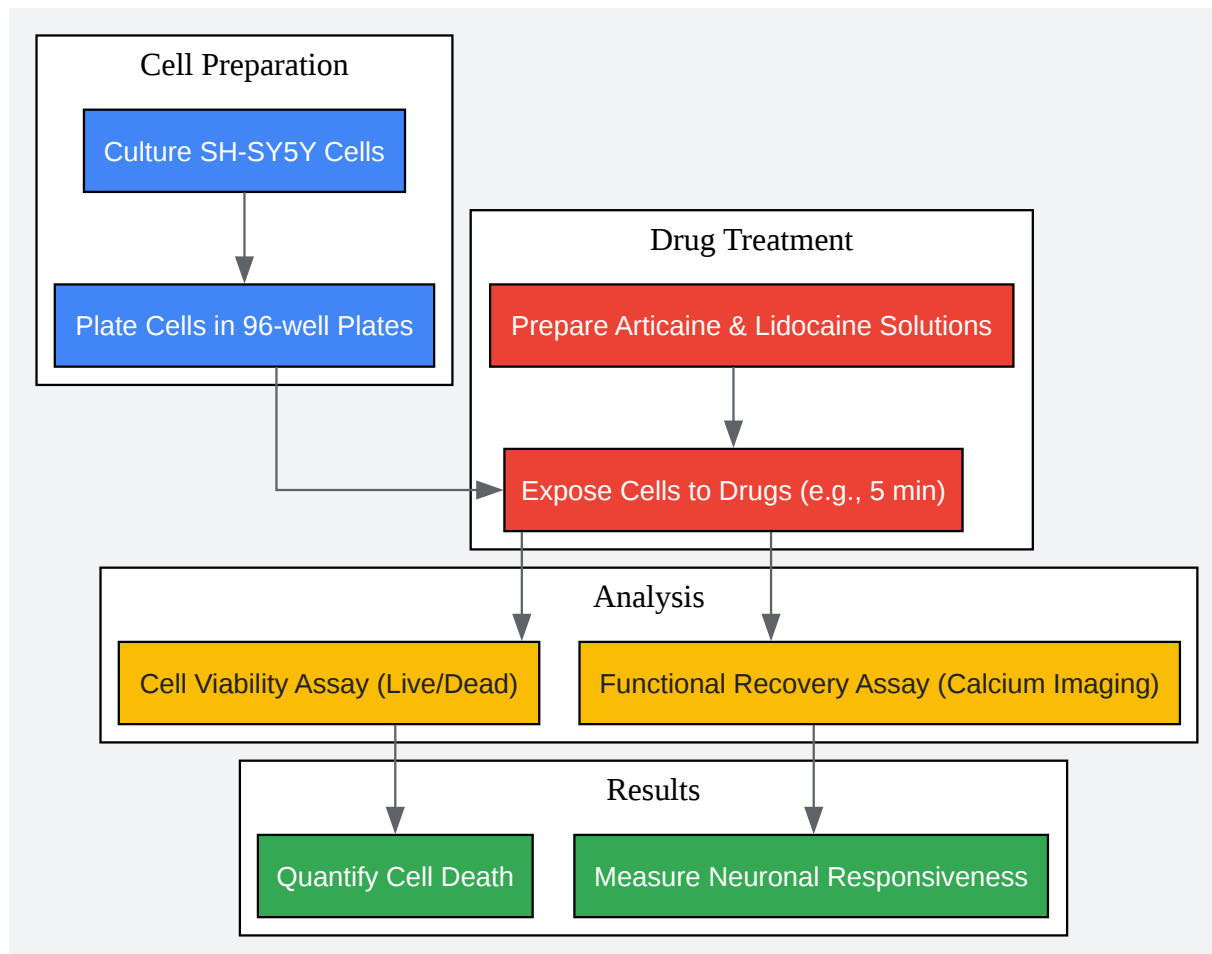 Cell Preparation
Culture SH-SY5Y Cells
Plate Cells in 96-well Plates
Drug Treatment
Prepare Articaine & Lidocaine Solutions
Expose Cells to Drugs (e.g., 5 min)
Analysis
Cell Viability Assay (Live/Dead)
Functional Recovery Assay (Calcium Imaging)
Results
Quantify Cell Death
Measure Neuronal Responsiveness